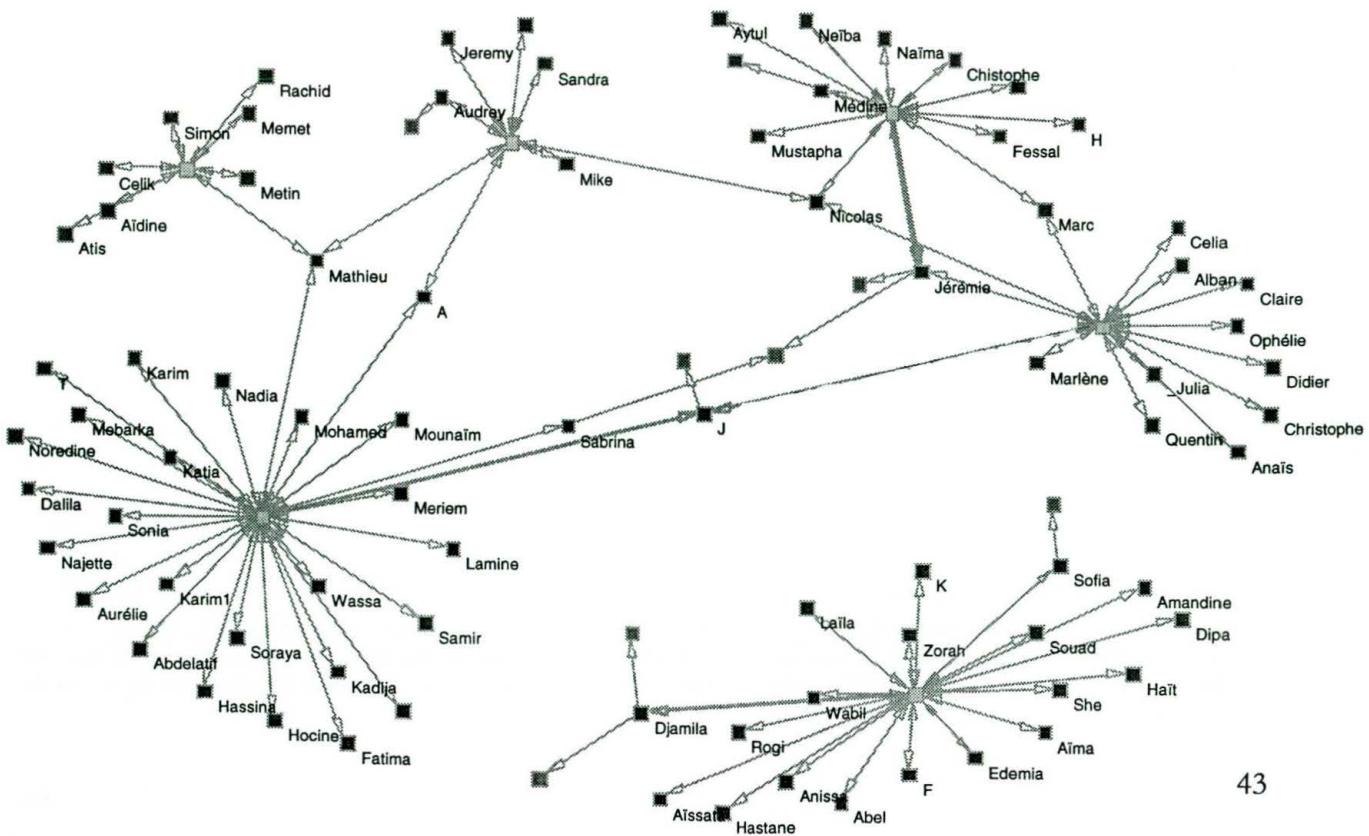 Aytul
Neïba
Naïma
Chistophe
Médine
H
Mustapha
Fessal
Jeremy
Sandra
Audrey
Mike
Rachid
Simon
Memet
Celik
Metin
Aïdine
Atis
Nicolas
Marc
Mathieu
A
Jérémie
Celia
Alban
Claire
Ophélie
Didier
Marlène
_Julia
Christophe
Quentin
Anaïs
Karim
Y
Nadia
Mebarka
Mohamed
Mounaïm
Sabrina
J
Noredine
Katia
Meriem
Dalila
Sonia
Najette
Lamine
Aurélie
Karim1
Wassa
Samir
Abdelatif
Soraya
Kadija
Hassina
Hocine
Fatima
Sofia
K
Amandine
Laïla
Zorah
Souad
Dipa
Haït
She
Wabil
Djamila
Rogi
Aïma
Edemia
F
Anissa
Abel
Aïssata
Hastane
43